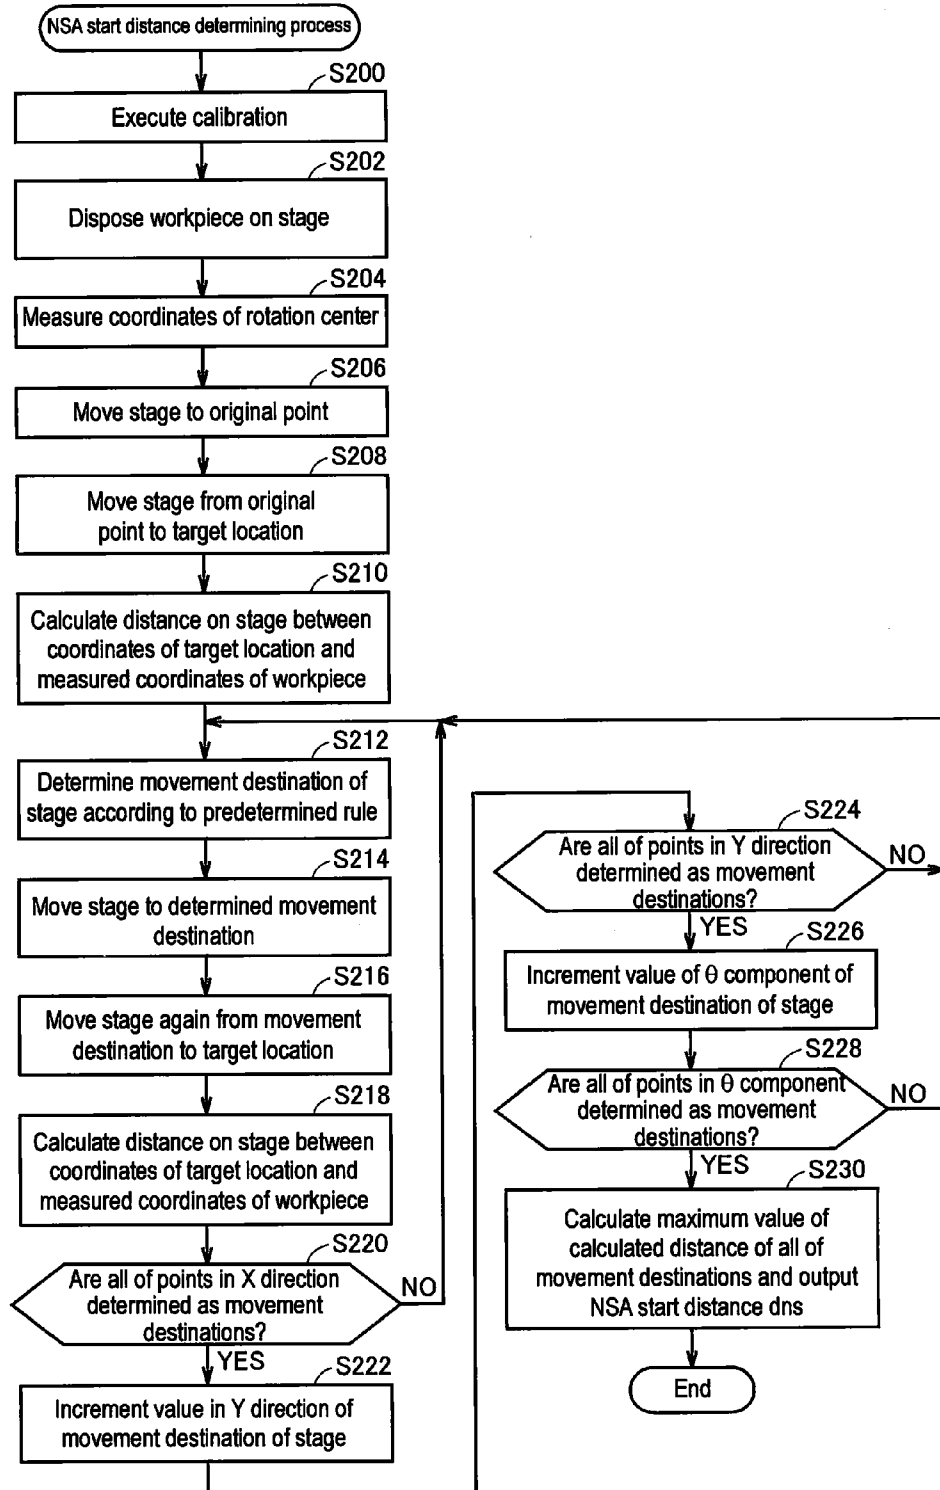 NSA start distance determining process
S200
Execute calibration
S202
Dispose workpiece on stage
S204
Measure coordinates of rotation center
S206
Move stage to original point
S208
Move stage from original
point to target location
S210
Calculate distance on stage between
coordinates of target location and
measured coordinates of workpiece
S212
Determine movement destination of
stage according to predetermined rule
S214
Move stage to determined movement
destination
S216
Move stage again from movement
destination to target location
S218
Calculate distance on stage between
coordinates of target location and
measured coordinates of workpiece
S220
Are all of points in X direction
determined as movement
destinations?
NO
YES
S222
Increment value in Y direction of
movement destination of stage
S224
Are all of points in Y direction
determined as movement
destinations?
NO
YES
S226
Increment value of θ component of
movement destination of stage
S228
Are all of points in θ component
determined as movement
destinations?
NO
YES
S230
Calculate maximum value of
calculated distance of all of
movement destinations and output
NSA start distance dns
End